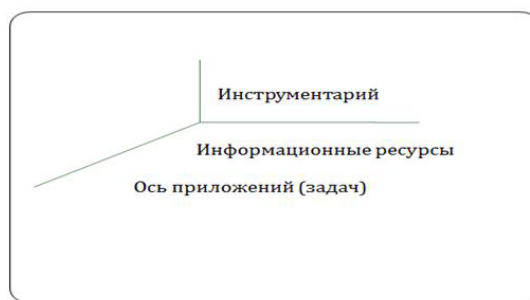 Инструментарий
Информационные ресурсы
Ось приложений (задач)